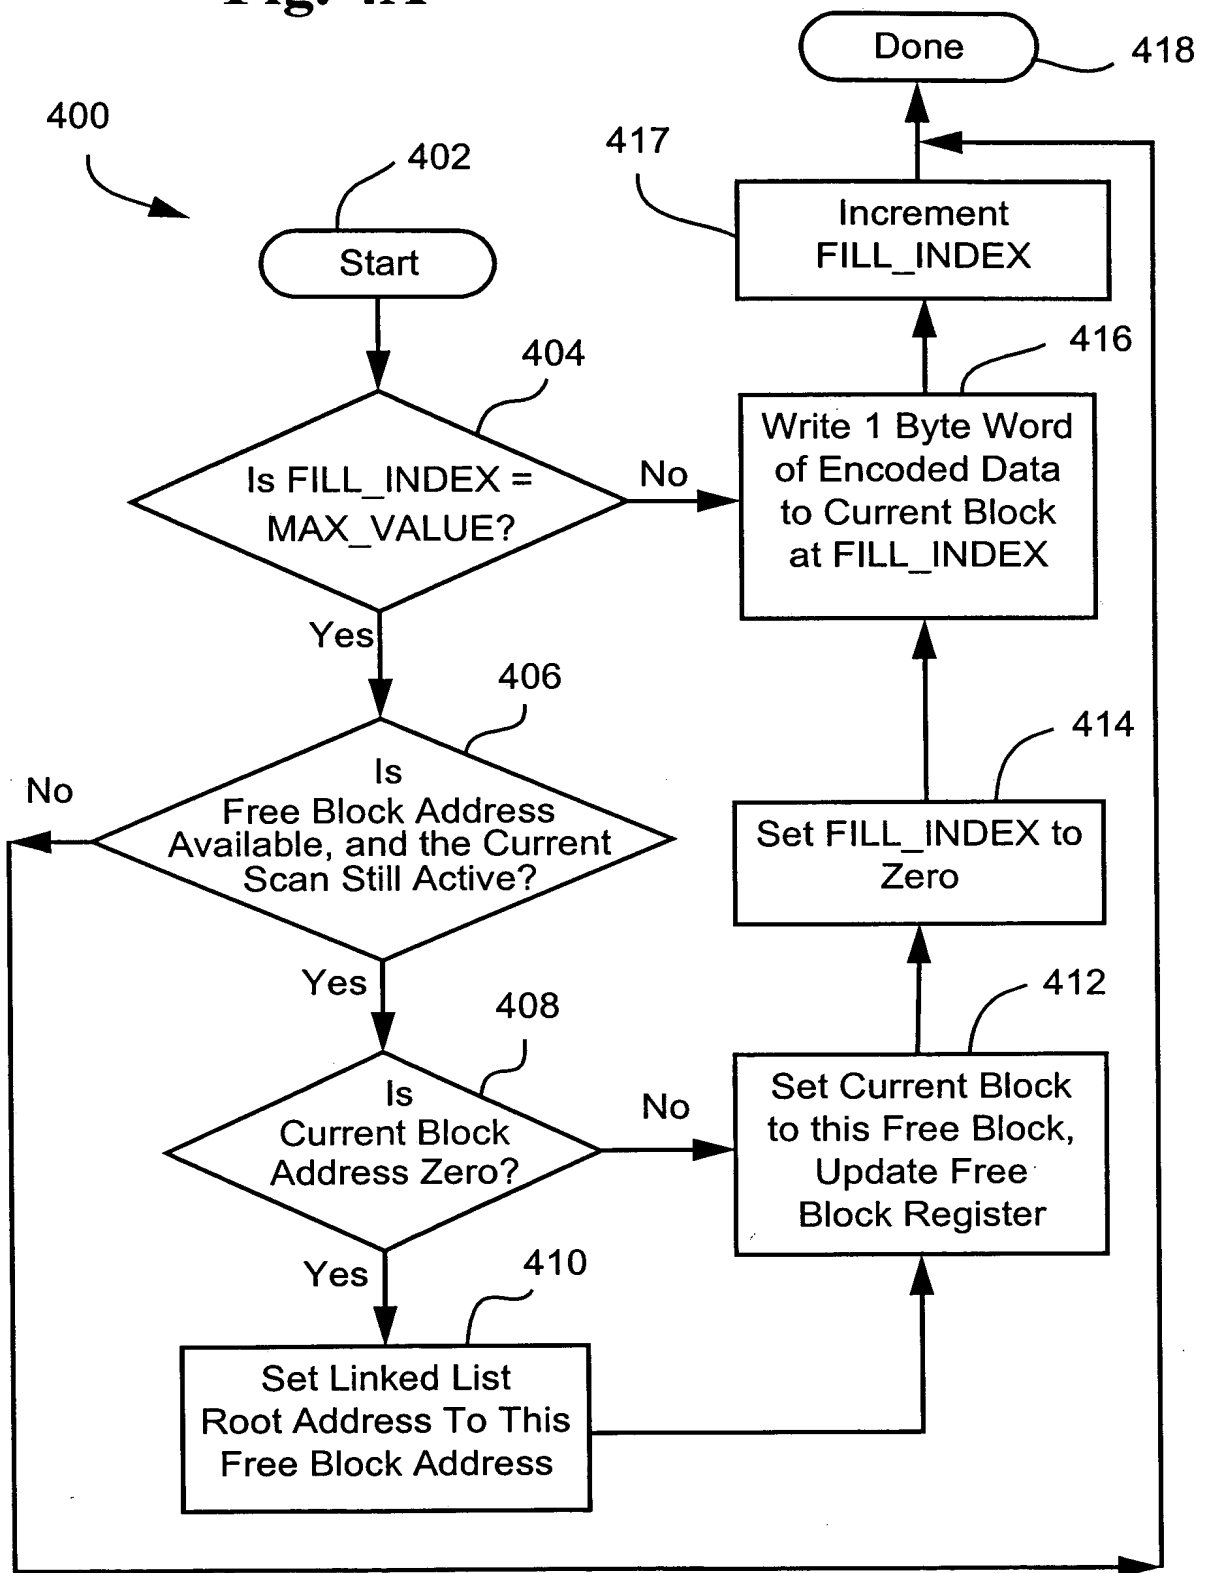 Done
418
400
402
417
Increment
FILL_INDEX
Start
404
416
Is FILL_INDEX =
MAX_VALUE?
No
Write 1 Byte Word
of Encoded Data
to Current Block
at FILL_INDEX
Yes
406
414
No
Is
Free Block Address
Available, and the Current
Scan Still Active?
Set FILL_INDEX to
Zero
Yes
408
412
Is
Current Block
Address Zero?
No
Set Current Block
to this Free Block,
Update Free
Block Register
Yes
410
Set Linked List
Root Address To This
Free Block Address